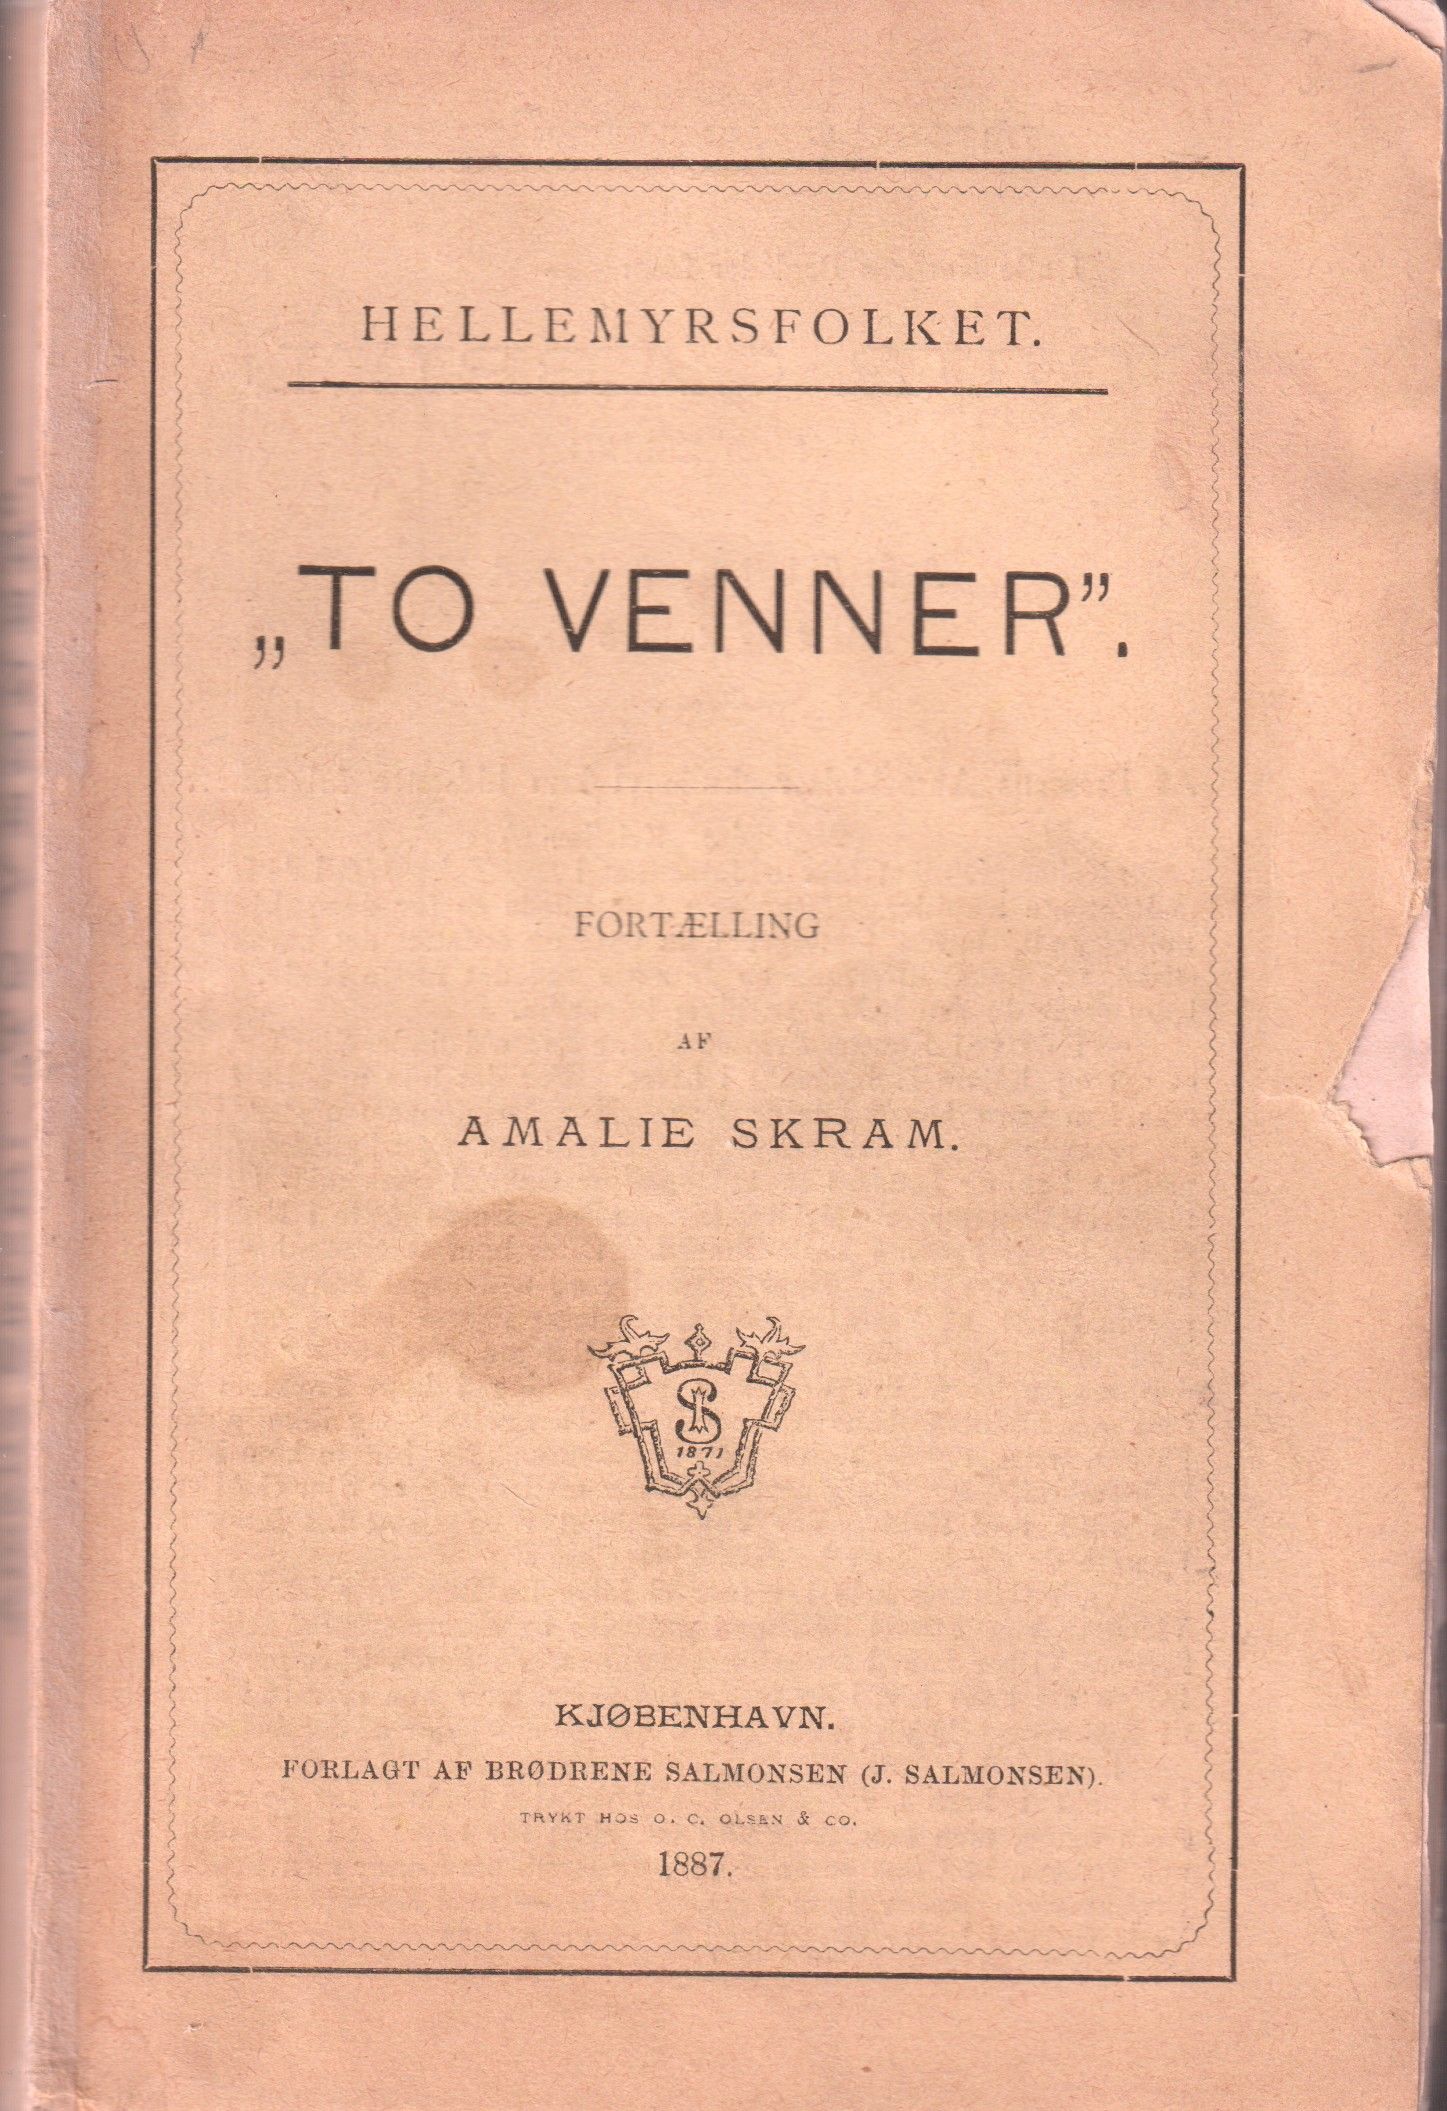 HELLEMYRSFOLKET.
„TO VENNER”.
FORTÆLLING
AF
AMALIE SKRAM.
SI
1871
KJØBENHAVN.
FORLAGT AF BRØDRENE SALMONSEN (J. SALMONSEN).
TRYKT HOS O. C. OLSEN & CO.
1887.